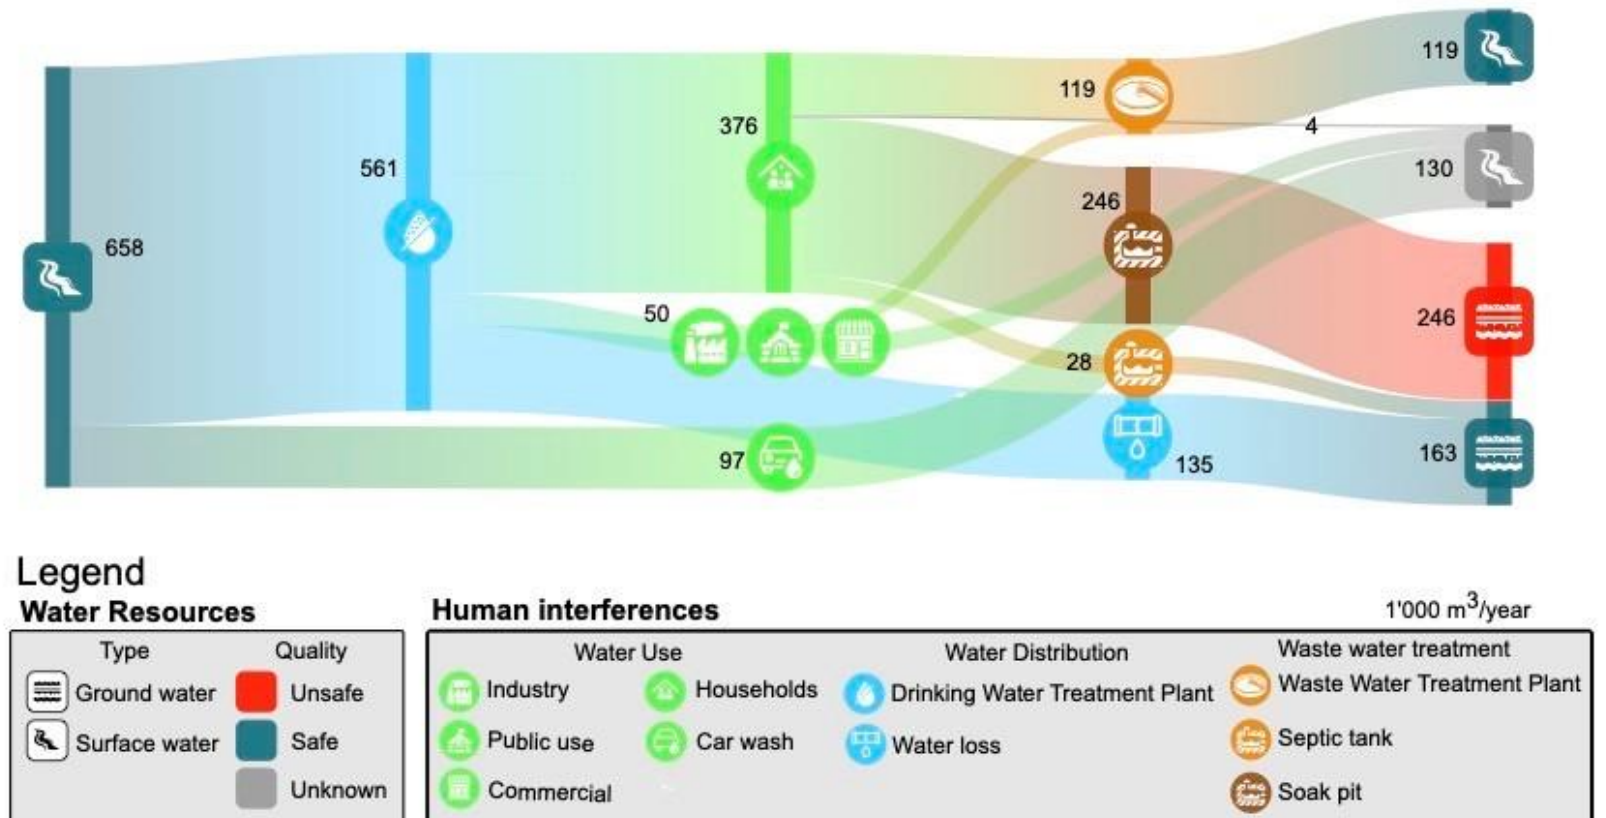 119
119
4
376
130
561
246
658
50
246
28
97
135
163
Legend
Water Resources
Human interferences
1'000 m³/year
Type
Quality
Water Use
Water Distribution
Waste water treatment
Ground water
Unsafe
Industry
Households
Drinking Water Treatment Plant
Waste Water Treatment Plant
Surface water
Safe
Public use
Car wash
Water loss
Septic tank
Unknown
Commercial
Soak pit